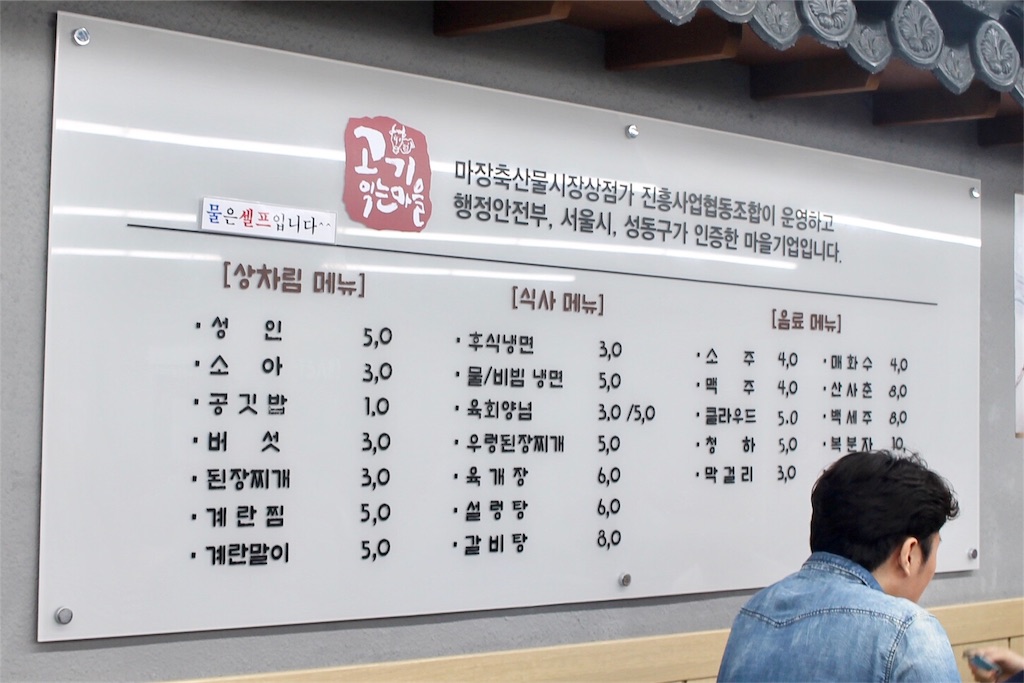 고기
익는마을
마장축산물시장상점가 진흥사업협동조합이 운영하고
행정안전부, 서울시, 성동구가 인증한 마을기업입니다.
물은셀프입니다^^
[상차림 메뉴]
· 성 인 5,0
· 소 아 3,0
· 공깃밥 1,0
· 버 섯 3,0
· 된장찌개 3,0
· 계란찜 5,0
· 계란말이 5,0
[식사 메뉴]
· 후식냉면 3,0
· 물/비빔 냉면 5,0
· 육회양념 3,0 /5,0
· 우렁된장찌개 5,0
· 육개장 6,0
· 설렁탕 6,0
· 갈비탕 8,0
[음료 메뉴]
· 소 주 4,0
· 맥 주 4,0
· 클라우드 5.0
· 청 하 5,0
· 막걸리 3,0
· 매화수 4,0
· 산사춘 8,0
· 백세주 8,0
· 복분자 10